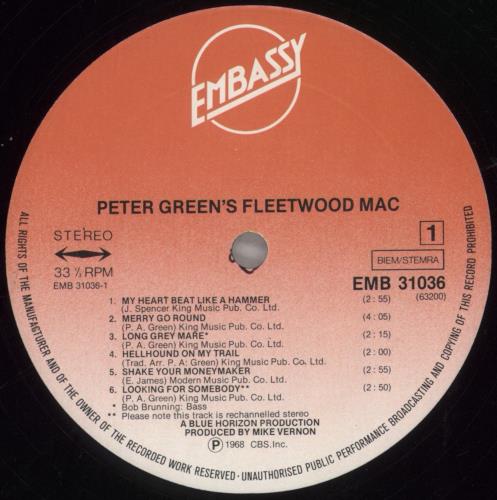 EMBASSY
PETER GREEN'S FLEETWOOD MAC
STEREO
33 ⅓ RPM
EMB 31036-1
1
BIEM/STEMRA
EMB 31036
(63200)
1. MY HEART BEAT LIKE A HAMMER (2:55)
(J. Spencer King Music Pub. Co. Ltd.
2. MERRY GO ROUND (4:05)
(P. A. Green) King Music Pub. Co. Ltd.
3. LONG GREY MARE* (2:15)
(P. A. Green) King Music Pub. Co. Ltd.
4. HELLHOUND ON MY TRAIL (2:00)
(Trad. Arr. P. A. Green) King Music Pub. Co. Ltd.
5. SHAKE YOUR MONEYMAKER (2:55)
(E. James) Modern Music Pub. Co. Ltd.
6. LOOKING FOR SOMEBODY** (2:50)
(P. A. Green) King Music Pub. Co. Ltd.
* Bob Brunning: Bass
** Please note this track is rechannelled stereo
A BLUE HORIZON PRODUCTION
PRODUCED BY MIKE VERNON
Ⓟ 1968 CBS.Inc.
ALL RIGHTS OF THE MANUFACTURER AND OF THE OWNER OF THE RECORDED WORK RESERVED · UNAUTHORISED PUBLIC PERFORMANCE BROADCASTING AND COPYING OF THIS RECORD PROHIBITED